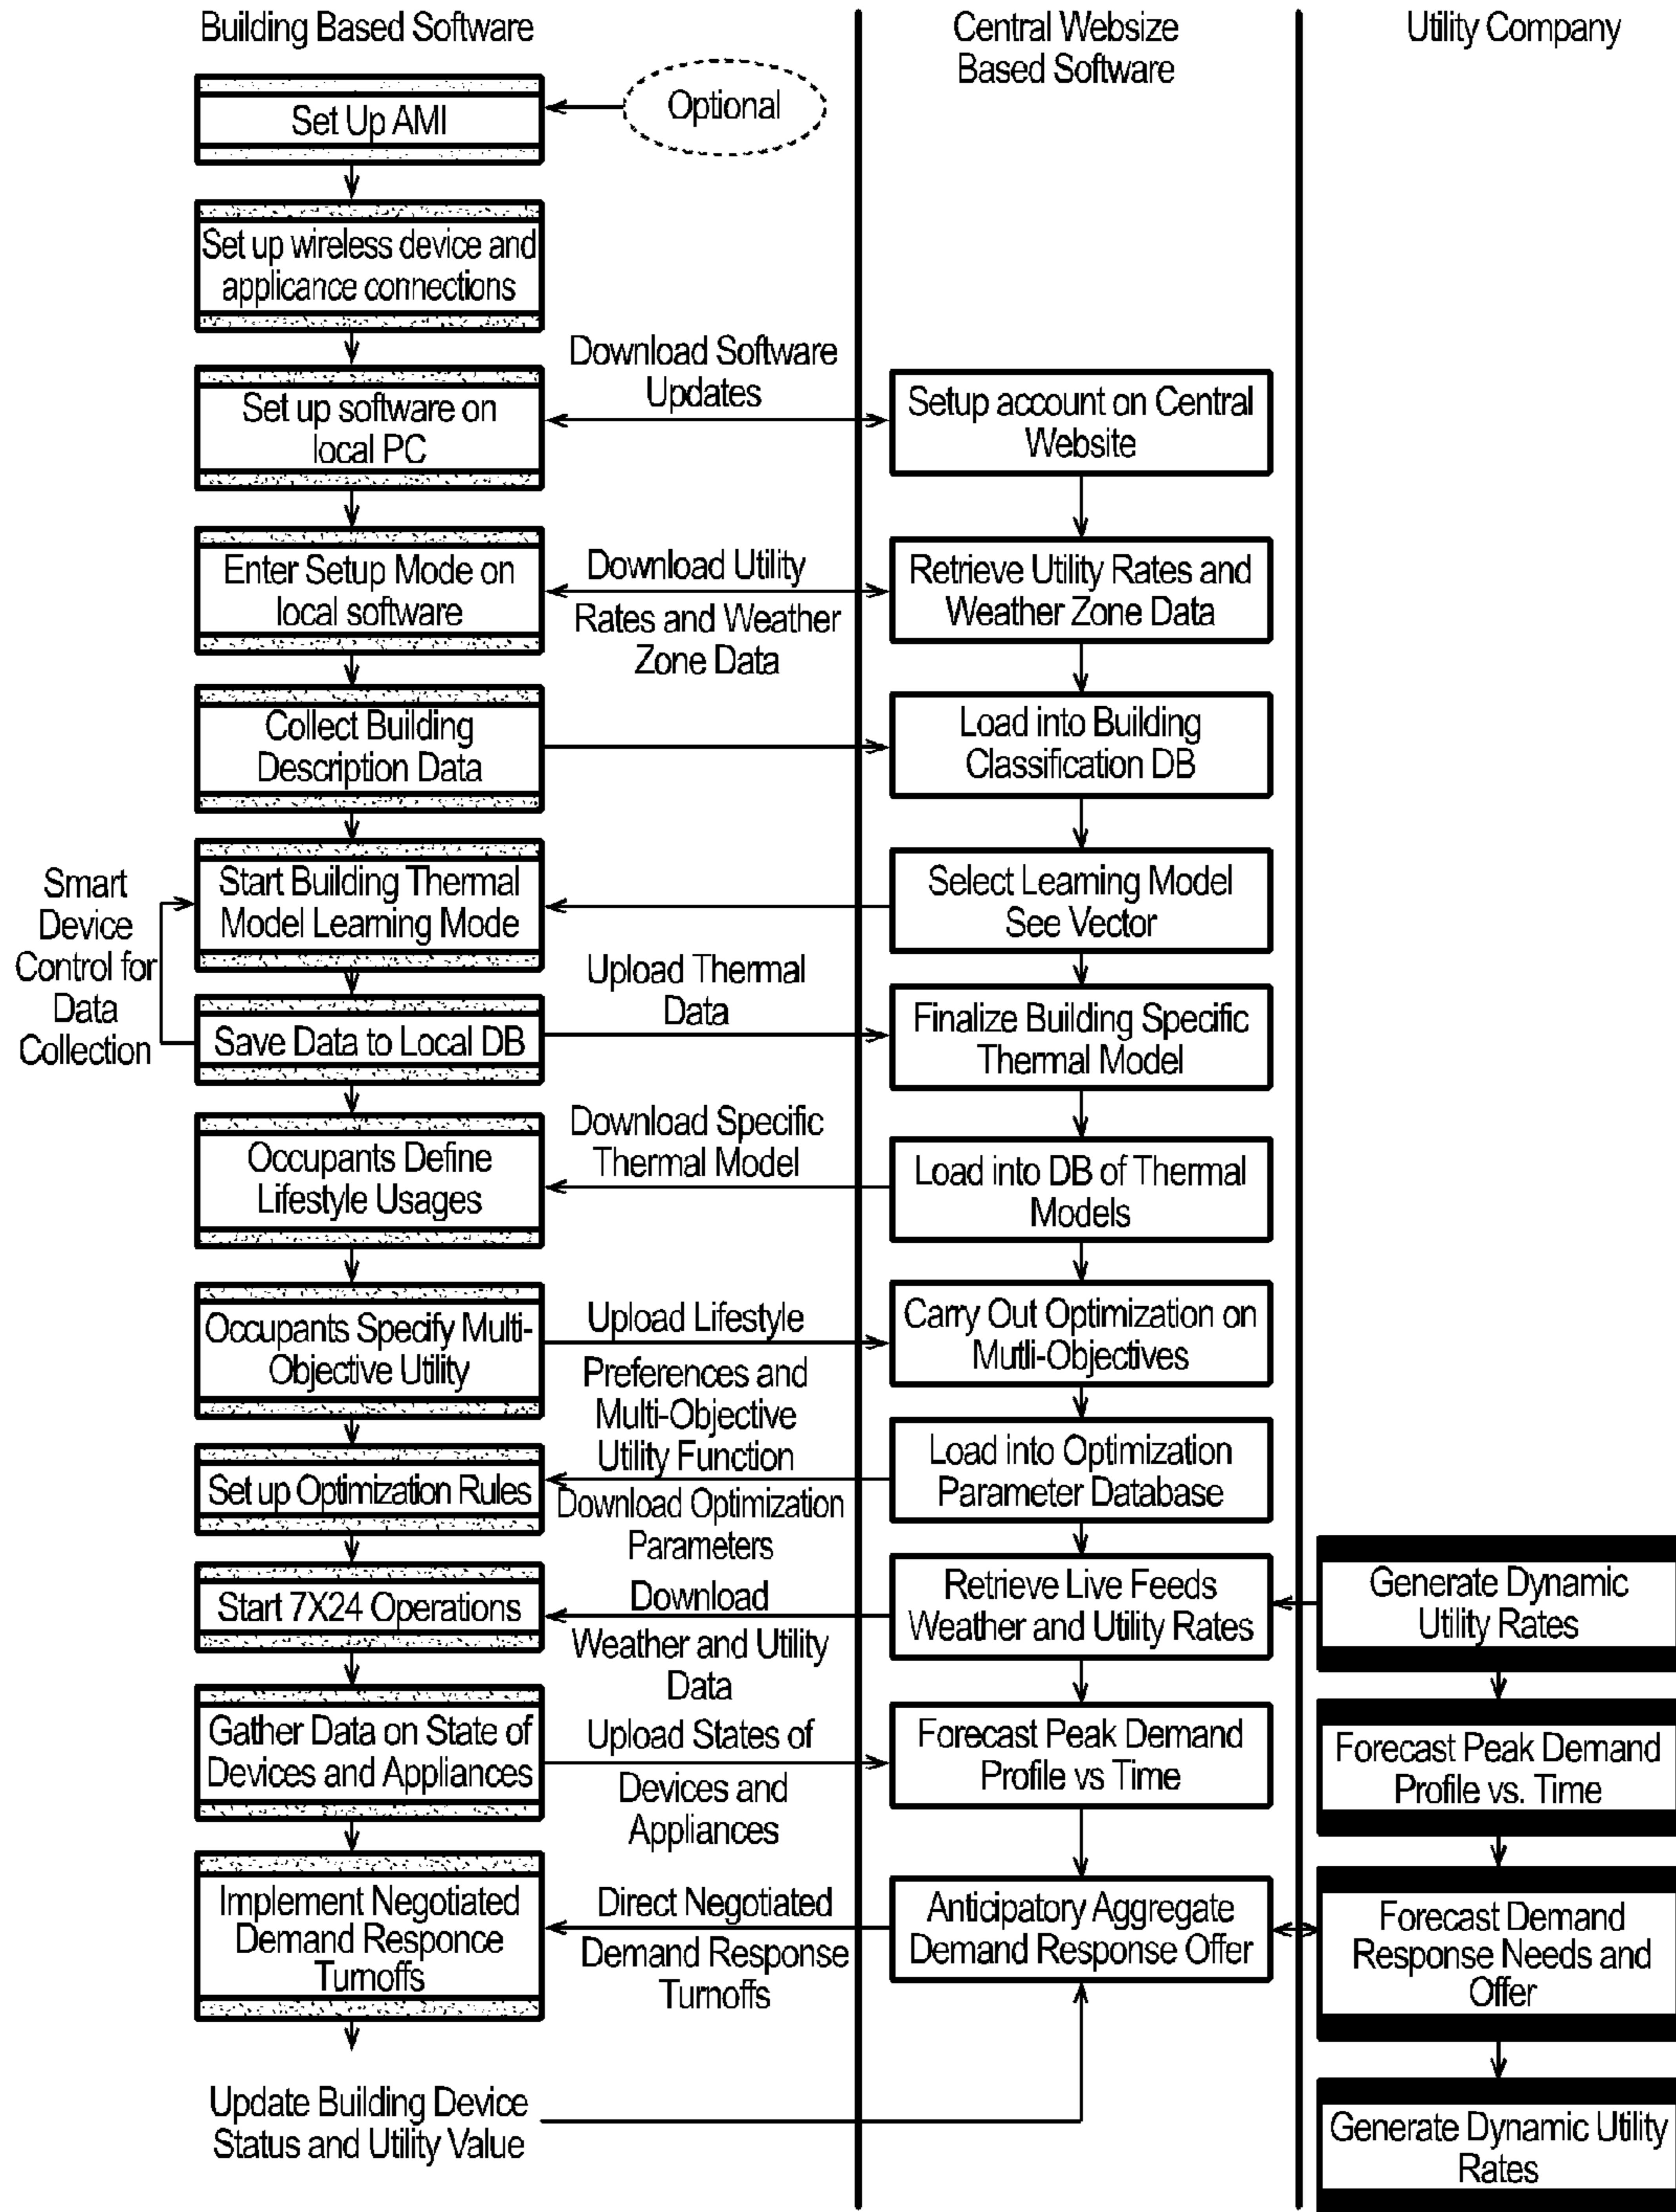 Building Based Software
Central Websize
Based Software
Utility Company
Set Up AMI
Optional
Set up wireless device and
applicance connections
Set up software on
local PC
Download Software
Updates
Setup account on Central
Website
Enter Setup Mode on
local software
Download Utility
Rates and Weather
Zone Data
Retrieve Utility Rates and
Weather Zone Data
Collect Building
Description Data
Load into Building
Classification DB
Smart
Device
Control for
Data
Collection
Start Building Thermal
Model Learning Mode
Select Learning Model
See Vector
Save Data to Local DB
Upload Thermal
Data
Finalize Building Specific
Thermal Model
Occupants Define
Lifestyle Usages
Download Specific
Thermal Model
Load into DB of Thermal
Models
Occupants Specify Multi-
Objective Utility
Upload Lifestyle
Preferences and
Multi-Objective
Utility Function
Carry Out Optimization on
Mutli-Objectives
Set up Optimization Rules
Download Optimization
Parameters
Load into Optimization
Parameter Database
Start 7X24 Operations
Download
Weather and Utility
Data
Retrieve Live Feeds
Weather and Utility Rates
Generate Dynamic
Utility Rates
Gather Data on State of
Devices and Appliances
Upload States of
Devices and
Appliances
Forecast Peak Demand
Profile vs Time
Forecast Peak Demand
Profile vs. Time
Implement Negotiated
Demand Responce
Turnoffs
Direct Negotiated
Demand Response
Turnoffs
Anticipatory Aggregate
Demand Response Offer
Forecast Demand
Response Needs and
Offer
Update Building Device
Status and Utility Value
Generate Dynamic Utility
Rates